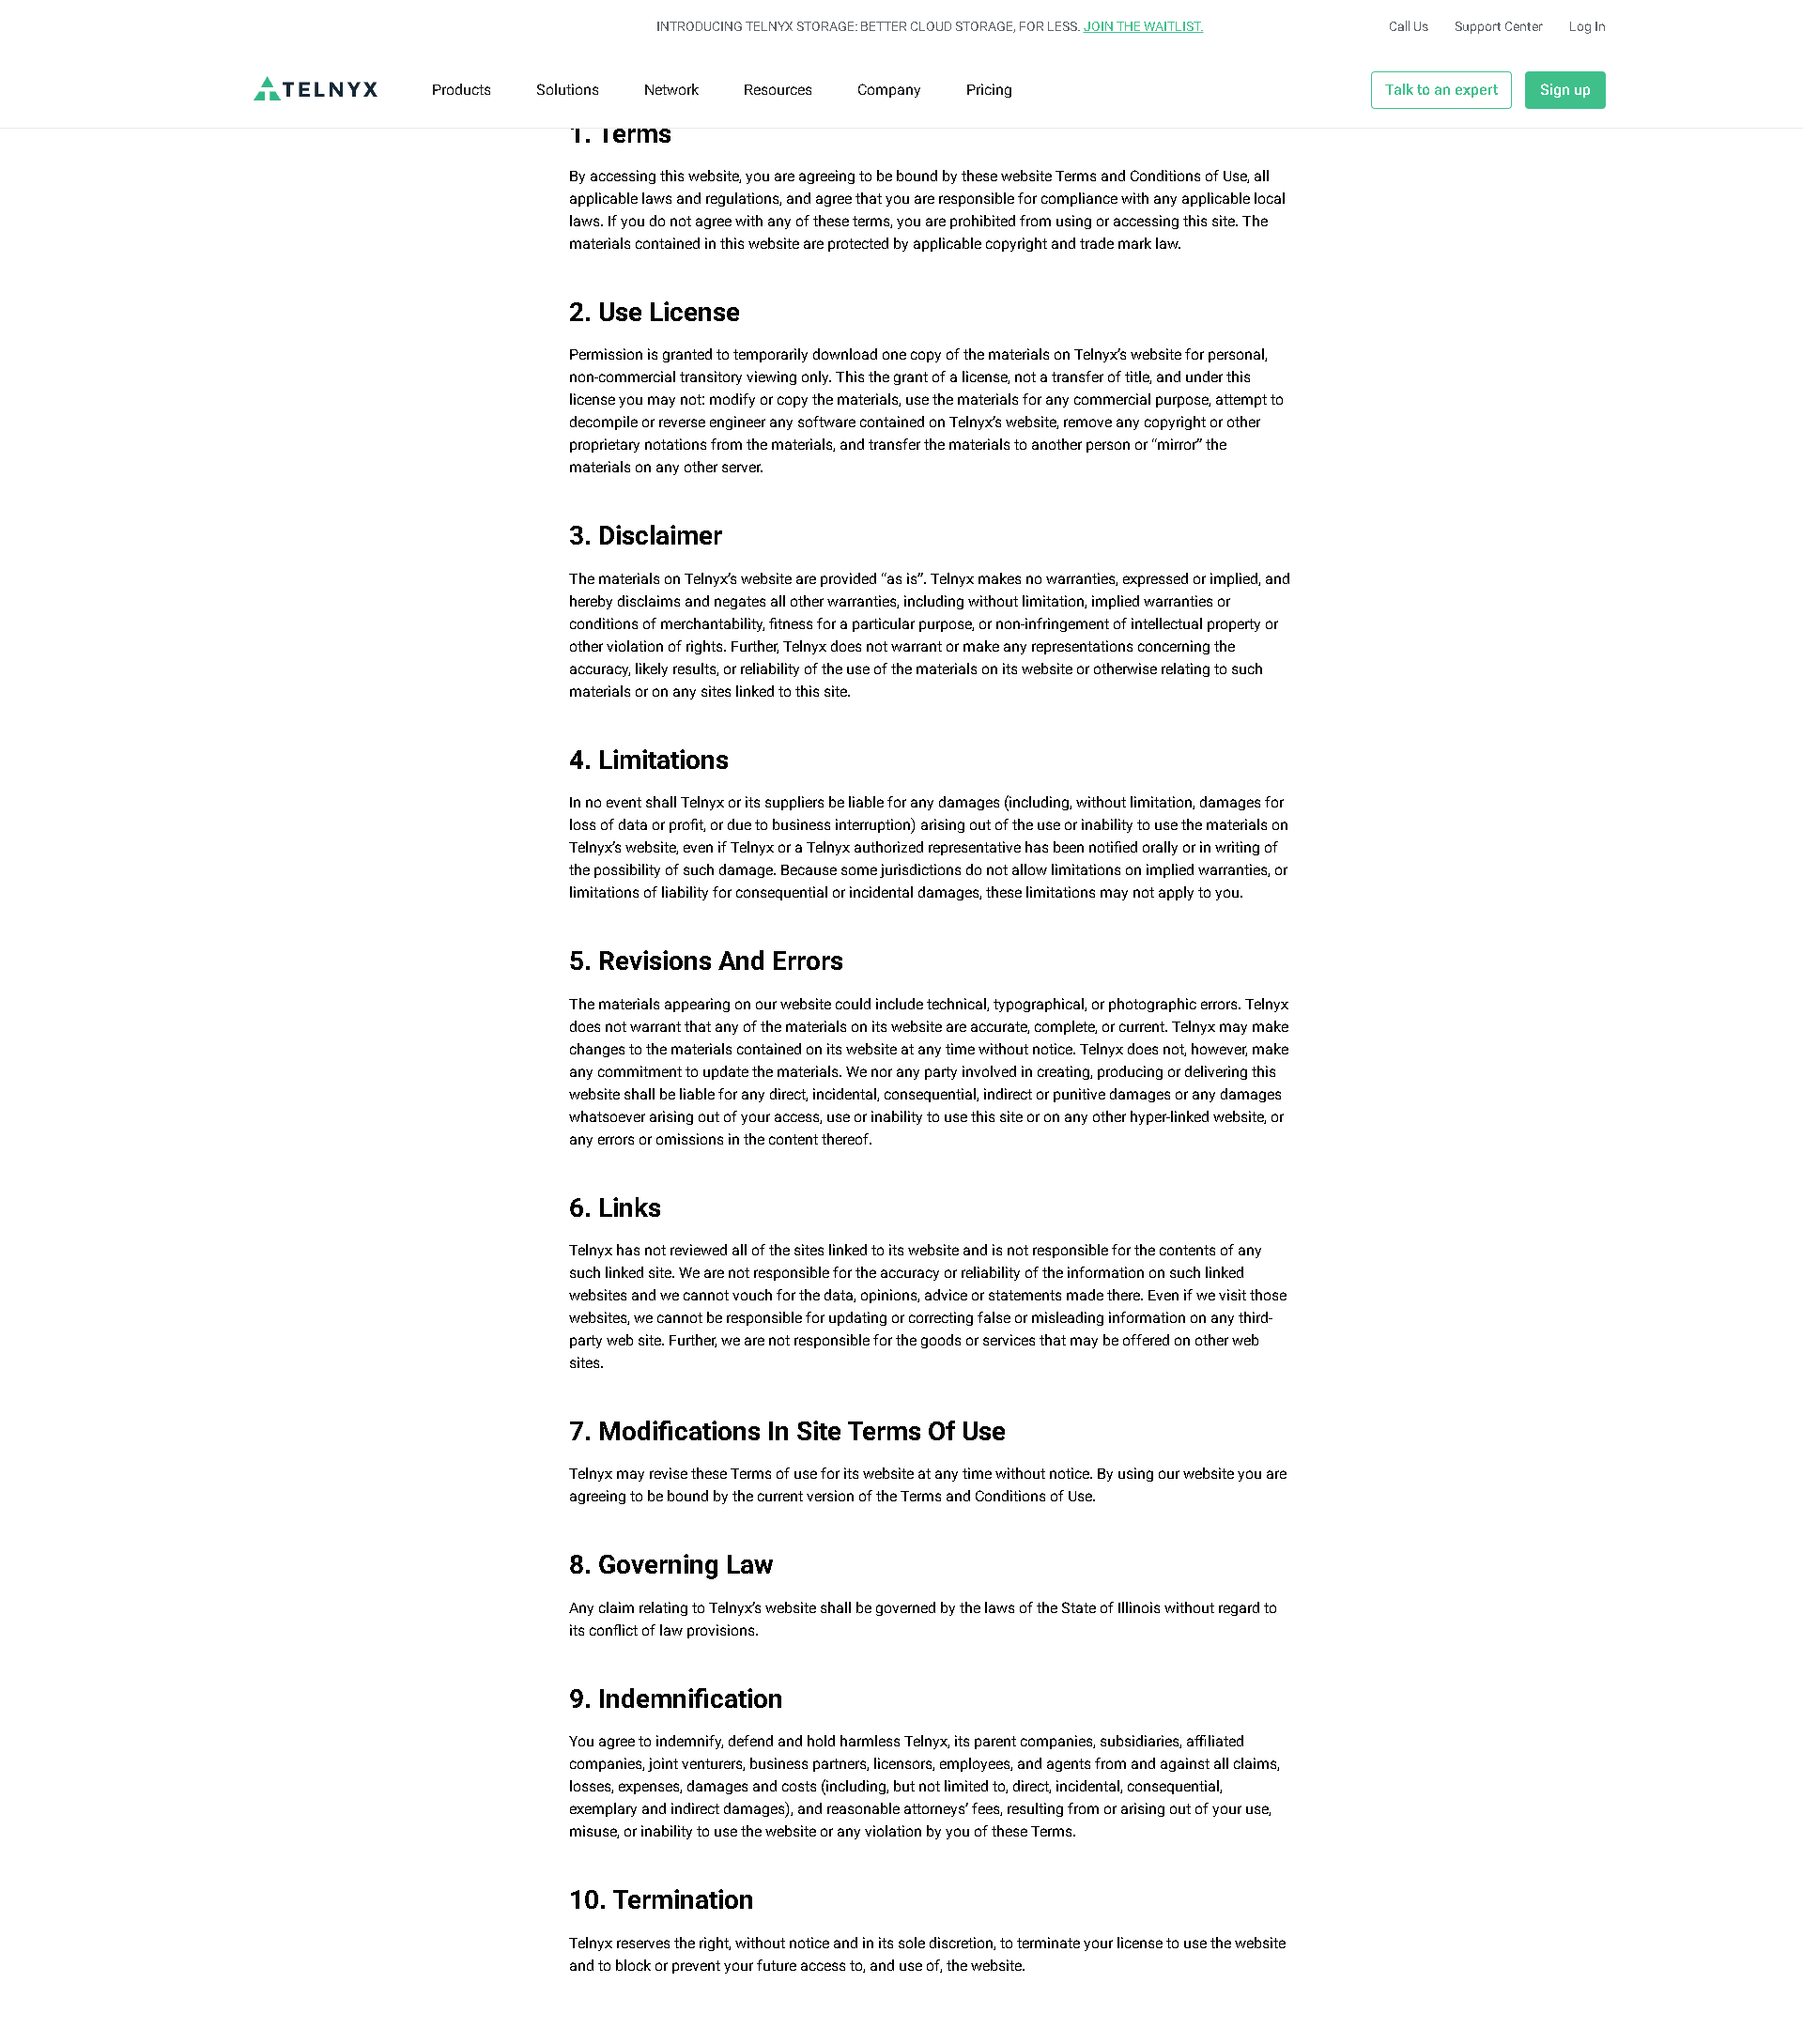 INTRODUCING TELNYX STORAGE: BETTER CLOUD STORAGE, FOR LESS. JOIN THE WAITLIST.
Call Us Support Center Log In
TELNYX Products Solutions Network Resources Company Pricing Talk to an expert Sign up
1. Terms
By accessing this website, you are agreeing to be bound by these website Terms and Conditions of Use, all
applicable laws and regulations, and agree that you are responsible for compliance with any applicable local
laws. If you do not agree with any of these terms, you are prohibited from using or accessing this site. The
materials contained in this website are protected by applicable copyright and trade mark law.
2. Use License
Permission is granted to temporarily download one copy of the materials on Telnyx’s website for personal,
non-commercial transitory viewing only. This the grant of a license, not a transfer of title, and under this
license you may not: modify or copy the materials, use the materials for any commercial purpose, attempt to
decompile or reverse engineer any software contained on Telnyx’s website, remove any copyright or other
proprietary notations from the materials, and transfer the materials to another person or “mirror” the
materials on any other server.
3. Disclaimer
The materials on Telnyx’s website are provided “as is”. Telnyx makes no warranties, expressed or implied, and
hereby disclaims and negates all other warranties, including without limitation, implied warranties or
conditions of merchantability, fitness for a particular purpose, or non-infringement of intellectual property or
other violation of rights. Further, Telnyx does not warrant or make any representations concerning the
accuracy, likely results, or reliability of the use of the materials on its website or otherwise relating to such
materials or on any sites linked to this site.
4. Limitations
In no event shall Telnyx or its suppliers be liable for any damages (including, without limitation, damages for
loss of data or profit, or due to business interruption) arising out of the use or inability to use the materials on
Telnyx’s website, even if Telnyx or a Telnyx authorized representative has been notified orally or in writing of
the possibility of such damage. Because some jurisdictions do not allow limitations on implied warranties, or
limitations of liability for consequential or incidental damages, these limitations may not apply to you.
5. Revisions And Errors
The materials appearing on our website could include technical, typographical, or photographic errors. Telnyx
does not warrant that any of the materials on its website are accurate, complete, or current. Telnyx may make
changes to the materials contained on its website at any time without notice. Telnyx does not, however, make
any commitment to update the materials. We nor any party involved in creating, producing or delivering this
website shall be liable for any direct, incidental, consequential, indirect or punitive damages or any damages
whatsoever arising out of your access, use or inability to use this site or on any other hyper-linked website, or
any errors or omissions in the content thereof.
6. Links
Telnyx has not reviewed all of the sites linked to its website and is not responsible for the contents of any
such linked site. We are not responsible for the accuracy or reliability of the information on such linked
websites and we cannot vouch for the data, opinions, advice or statements made there. Even if we visit those
websites, we cannot be responsible for updating or correcting false or misleading information on any third-
party web site. Further, we are not responsible for the goods or services that may be offered on other web
sites.
7. Modifications In Site Terms Of Use
Telnyx may revise these Terms of use for its website at any time without notice. By using our website you are
agreeing to be bound by the current version of the Terms and Conditions of Use.
8. Governing Law
Any claim relating to Telnyx’s website shall be governed by the laws of the State of Illinois without regard to
its conflict of law provisions.
9. Indemnification
You agree to indemnify, defend and hold harmless Telnyx, its parent companies, subsidiaries, affiliated
companies, joint venturers, business partners, licensors, employees, and agents from and against all claims,
losses, expenses, damages and costs (including, but not limited to, direct, incidental, consequential,
exemplary and indirect damages), and reasonable attorneys’ fees, resulting from or arising out of your use,
misuse, or inability to use the website or any violation by you of these Terms.
10. Termination
Telnyx reserves the right, without notice and in its sole discretion, to terminate your license to use the website
and to block or prevent your future access to, and use of, the website.